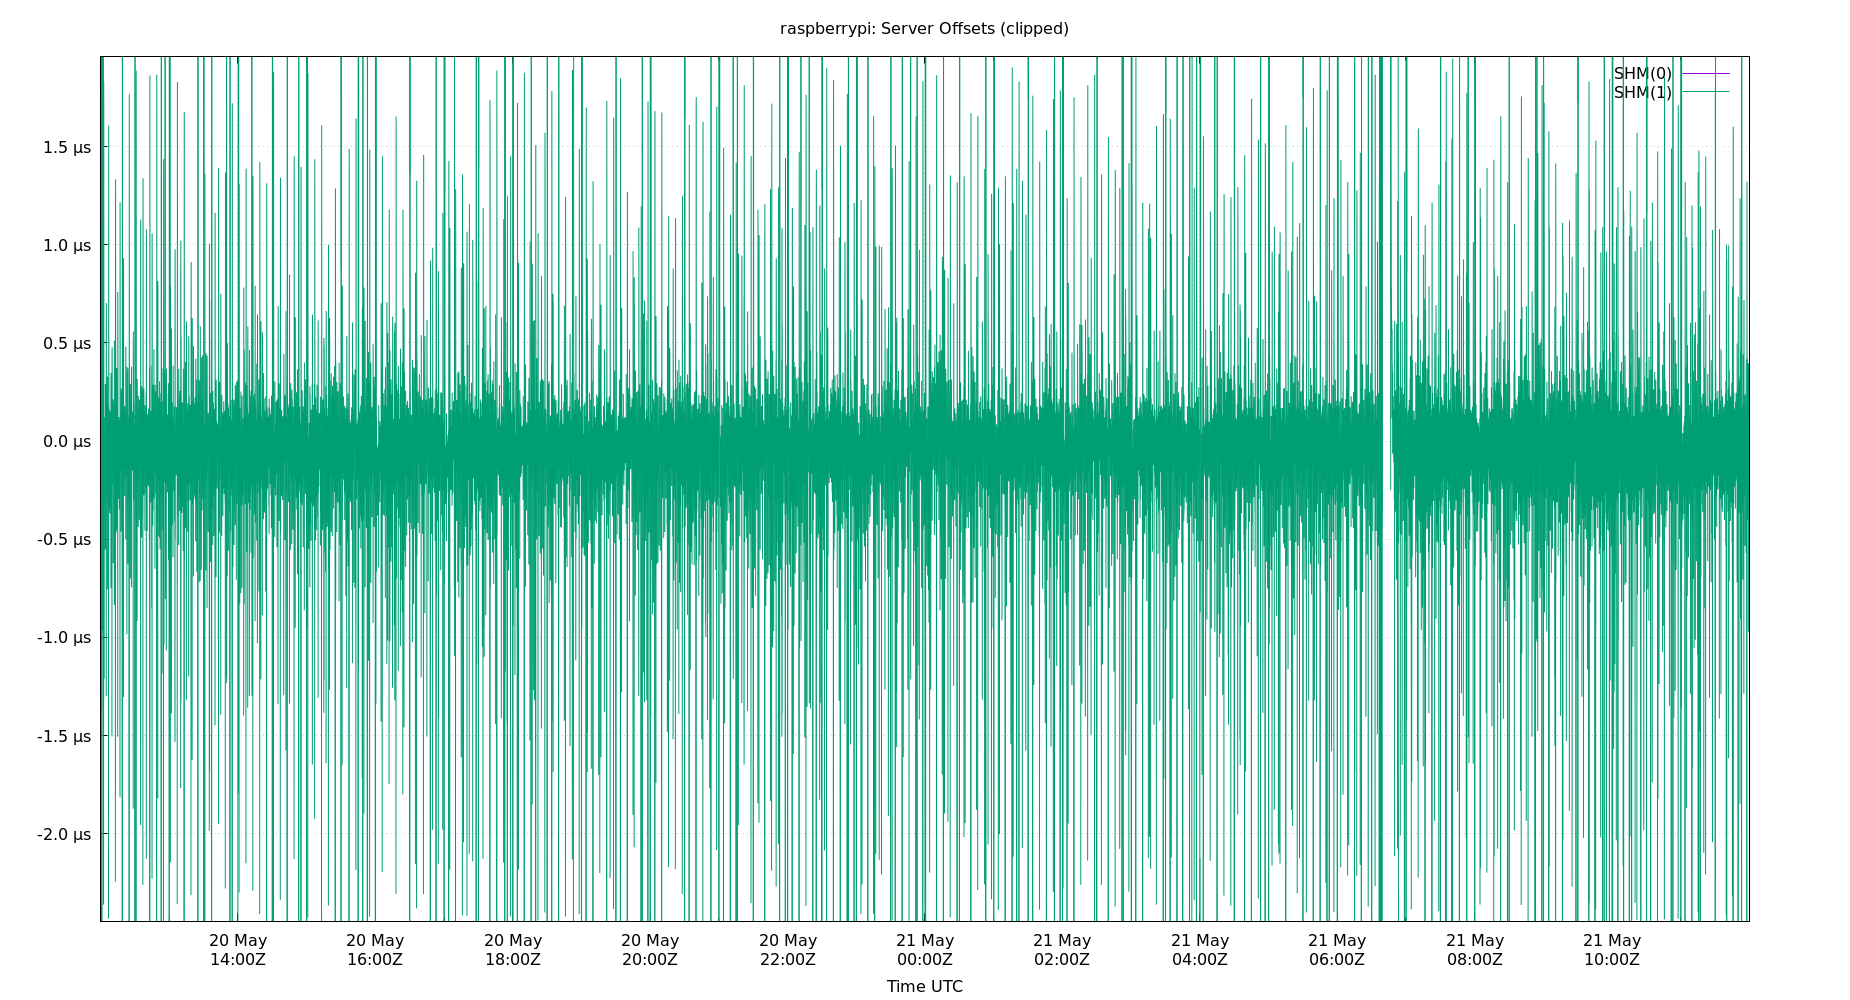 raspberrypi: Server Offsets (clipped)
SHM(0)
SHM(1)
1.5 µs
1.0 µs
0.5 µs
0.0 µs
-0.5 µs
-1.0 µs
-1.5 µs
-2.0 µs
20 May 20 May 20 May 20 May 20 May 21 May 21 May 21 May 21 May 21 May 21 May
14:00Z 16:00Z 18:00Z 20:00Z 22:00Z 00:00Z 02:00Z 04:00Z 06:00Z 08:00Z 10:00Z
Time UTC